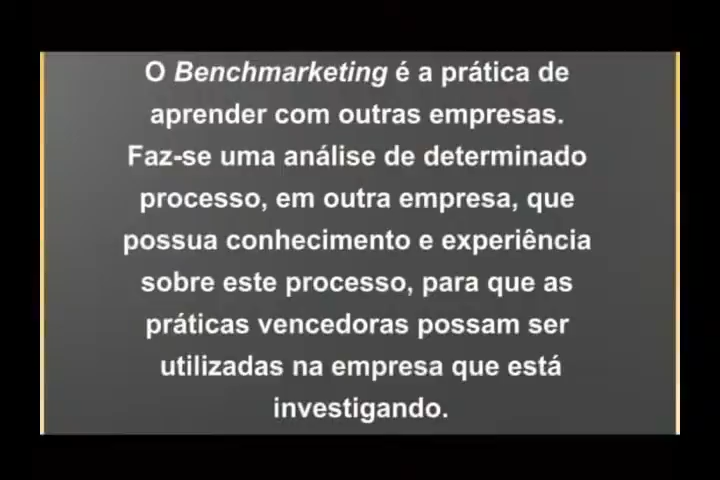 O Benchmarketing é a prática de
aprender com outras empresas.
Faz-se uma análise de determinado
processo, em outra empresa, que
possua conhecimento e experiência
sobre este processo, para que as
práticas vencedoras possam ser
utilizadas na empresa que está
investigando.